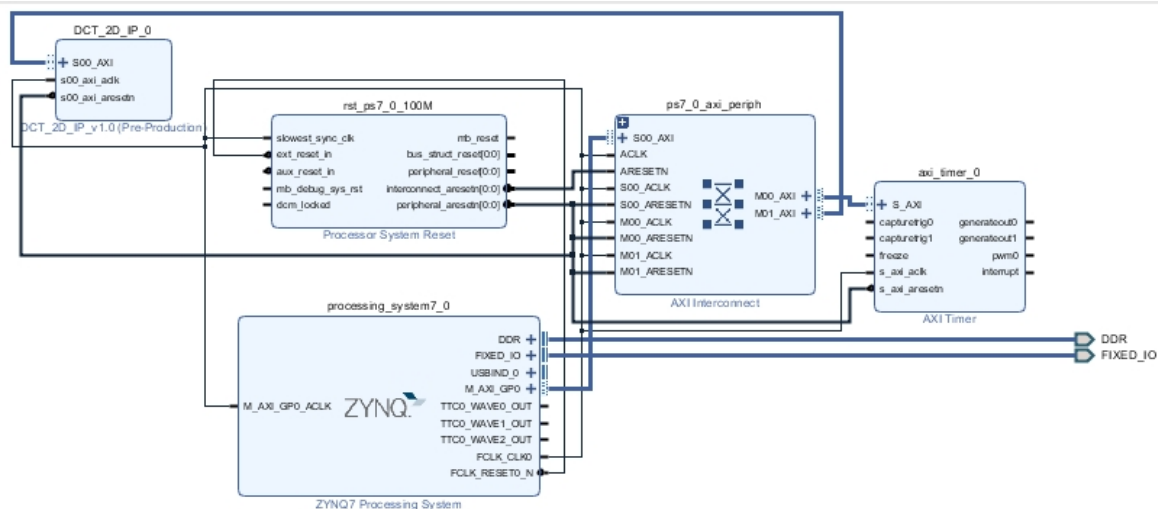 DCT_2D_IP_0
S00_AXI
s00_axi_aclk
s00_axi_aresetn
DCT_2D_IP_v1.0 (Pre-Production)
rst_ps7_0_100M
slowest_sync_clk
ext_reset_in
aux_reset_in
mb_debug_sys_rst
dcm_locked
mb_reset
bus_struct_reset[0:0]
peripheral_reset[0:0]
interconnect_aresetn[0:0]
peripheral_aresetn[0:0]
Processor System Reset
ps7_0_axi_periph
S00_AXI
ACLK
ARESETN
S00_ACLK
S00_ARESETN
M00_ACLK
M00_ARESETN
M01_ACLK
M01_ARESETN
M00_AXI
M01_AXI
AXI Interconnect
axi_timer_0
S_AXI
capturetrig0
capturetrig1
freeze
s_axi_aclk
s_axi_aresetn
generateout0
generateout1
pwm0
interrupt
AXI Timer
processing_system7_0
M_AXI_GP0_ACLK
ZYNQ
DDR
FIXED_IO
USBIND_0
M_AXI_GP0
TTC0_WAVE0_OUT
TTC0_WAVE1_OUT
TTC0_WAVE2_OUT
FCLK_CLK0
FCLK_RESET0_N
ZYNQ7 Processing System
DDR
FIXED_IO